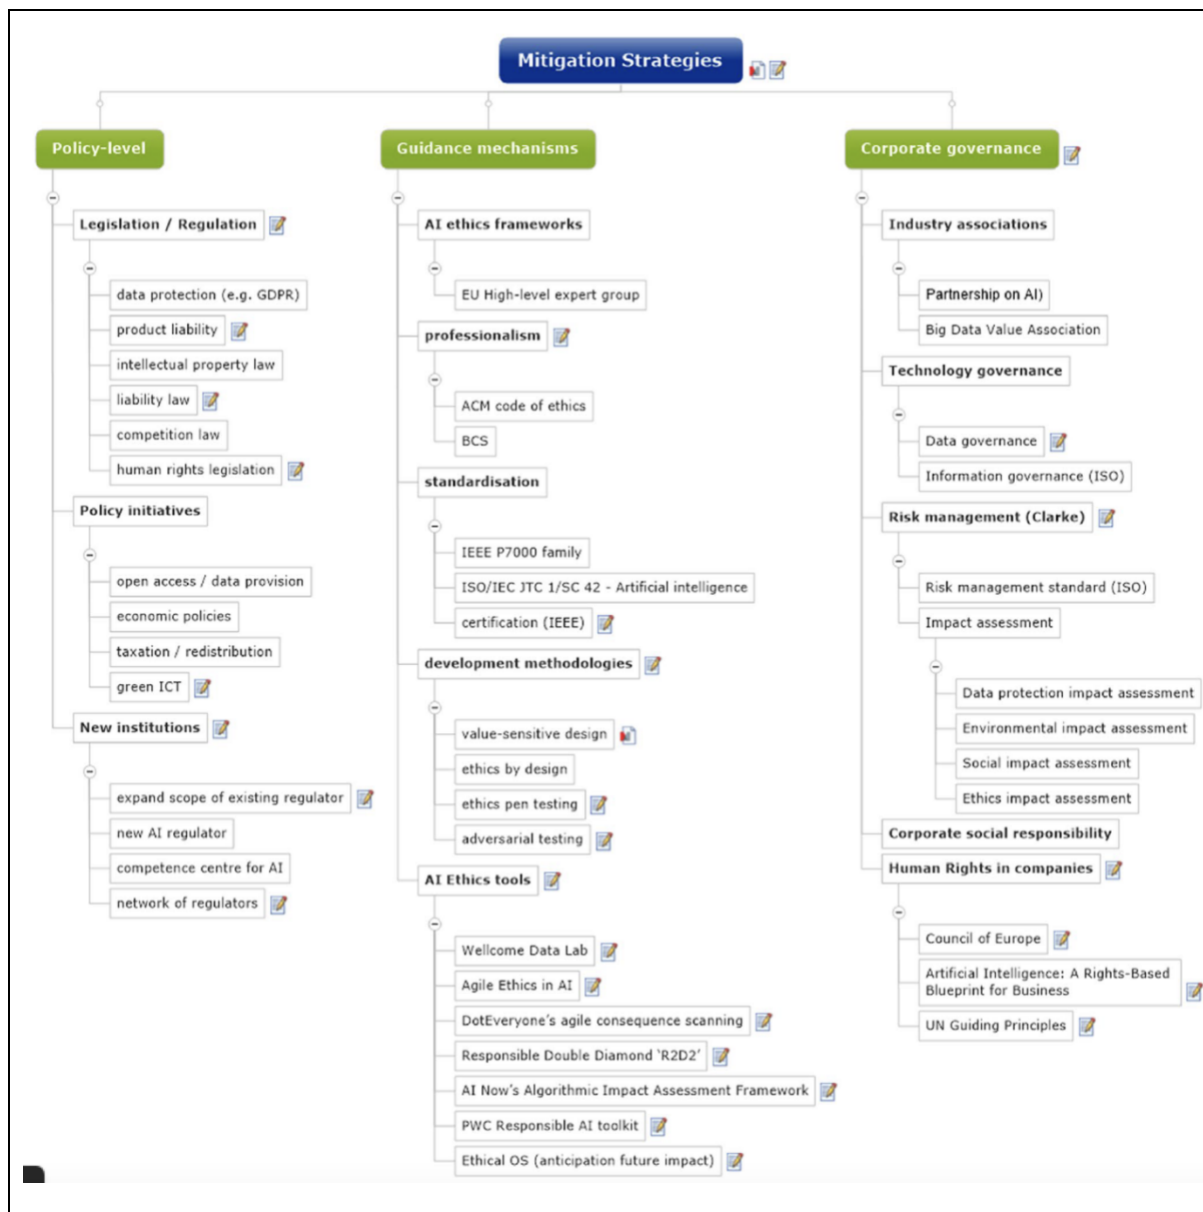 Mitigation Strategies
Policy-level
Legislation / Regulation
data protection (e.g. GDPR)
product liability
intellectual property law
liability law
competition law
human rights legislation
Policy initiatives
open access / data provision
economic policies
taxation / redistribution
green ICT
New institutions
expand scope of existing regulator
new AI regulator
competence centre for AI
network of regulators
Guidance mechanisms
AI ethics frameworks
EU High-level expert group
professionalism
ACM code of ethics
BCS
standardisation
IEEE P7000 family
ISO/IEC JTC 1/SC 42 - Artificial intelligence
certification (IEEE)
development methodologies
value-sensitive design
ethics by design
ethics pen testing
adversarial testing
AI Ethics tools
Wellcome Data Lab
Agile Ethics in AI
DotEveryone's agile consequence scanning
Responsible Double Diamond 'R2D2'
AI Now's Algorithmic Impact Assessment Framework
PWC Responsible AI toolkit
Ethical OS (anticipation future impact)
Corporate governance
Industry associations
Partnership on AI)
Big Data Value Association
Technology governance
Data governance
Information governance (ISO)
Risk management (Clarke)
Risk management standard (ISO)
Impact assessment
Data protection impact assessment
Environmental impact assessment
Social impact assessment
Ethics impact assessment
Corporate social responsibility
Human Rights in companies
Council of Europe
Artificial Intelligence: A Rights-Based
Blueprint for Business
UN Guiding Principles